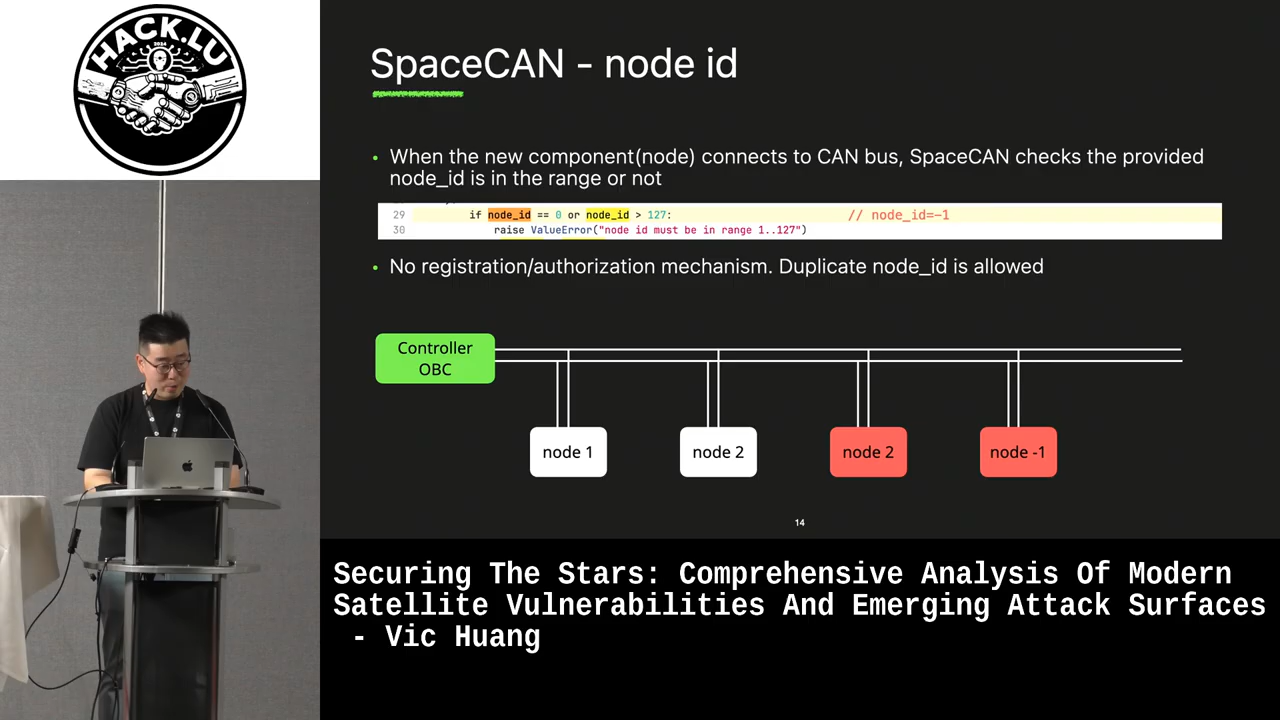 HACK.LU
2024
SpaceCAN - node id
• When the new component(node) connects to CAN bus, SpaceCAN checks the provided
node_id is in the range or not
29 if node_id == 0 or node_id > 127: // node_id=-1
30 raise ValueError("node id must be in range 1..127")
• No registration/authorization mechanism. Duplicate node_id is allowed
Controller
OBC
node 1
node 2
node 2
node -1
14
Securing The Stars: Comprehensive Analysis Of Modern
Satellite Vulnerabilities And Emerging Attack Surfaces
- Vic Huang